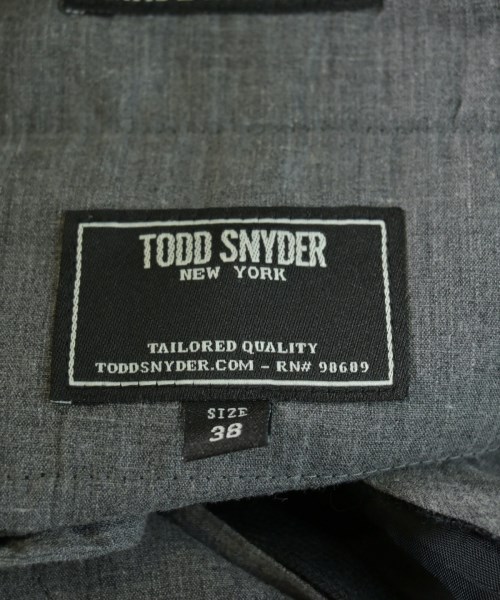 TODD SNYDER
NEW YORK
TAILORED QUALITY
TODDSNYDER.COM - RN# 98689
SIZE
38